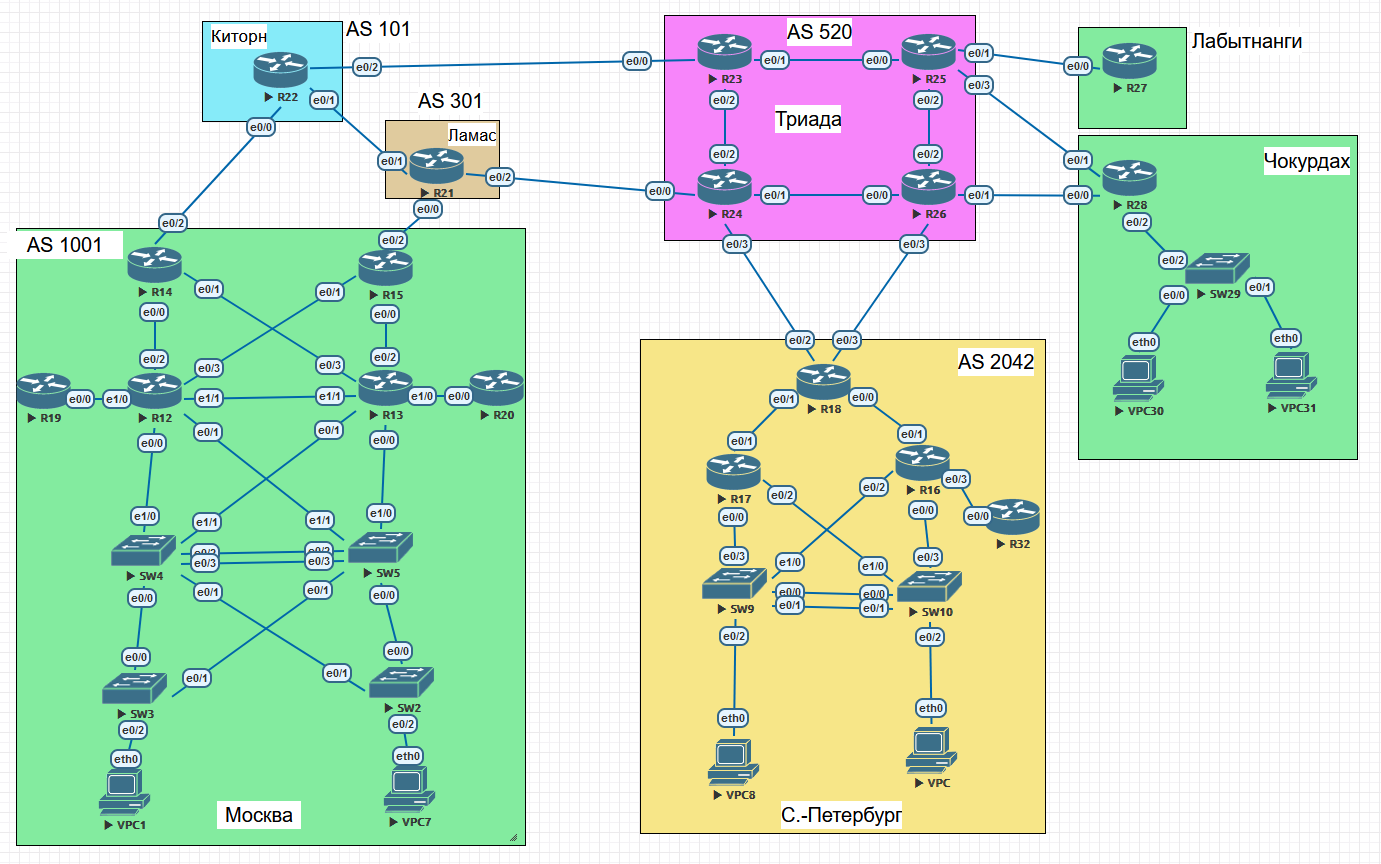 Киторн
AS 101
e0/2
R22
e0/1
e0/0
AS 301
Ламас
e0/1
R21
e0/2
e0/0
AS 520
e0/0
R23
e0/1
e0/0
R25
e0/1
e0/3
e0/2
e0/2
Триада
e0/2
e0/2
e0/0
R24
e0/1
e0/0
R26
e0/1
e0/3
e0/3
Лабытнанги
e0/0
R27
Чокурдах
e0/1
e0/0
R28
e0/2
e0/2
SW29
e0/0
e0/1
eth0
eth0
VPC30
VPC31
AS 1001
e0/2
R14
e0/1
e0/0
e0/2
R15
e0/1
e0/0
e0/2
e0/3
e0/3
e0/2
R19
e0/0
e1/0
R12
e1/1
e1/1
R13
e1/0
e0/0
R20
e0/0
e0/1
e0/1
e0/0
e1/0
e1/1
e1/1
e1/0
SW4
e0/2
e0/3
e0/2
e0/3
SW5
e0/0
e0/1
e0/1
e0/0
e0/0
e0/1
e0/1
e0/0
SW3
SW2
e0/2
e0/2
eth0
eth0
VPC1
VPC7
Москва
AS 2042
e0/2
e0/3
R18
e0/1
e0/0
e0/1
e0/1
R17
e0/2
e0/0
e0/2
R16
e0/3
e0/0
e0/0
R32
e0/3
e1/0
e1/0
e0/3
SW9
e0/0
e0/1
e0/0
e0/1
SW10
e0/2
e0/2
eth0
eth0
VPC8
VPC
С.-Петербург